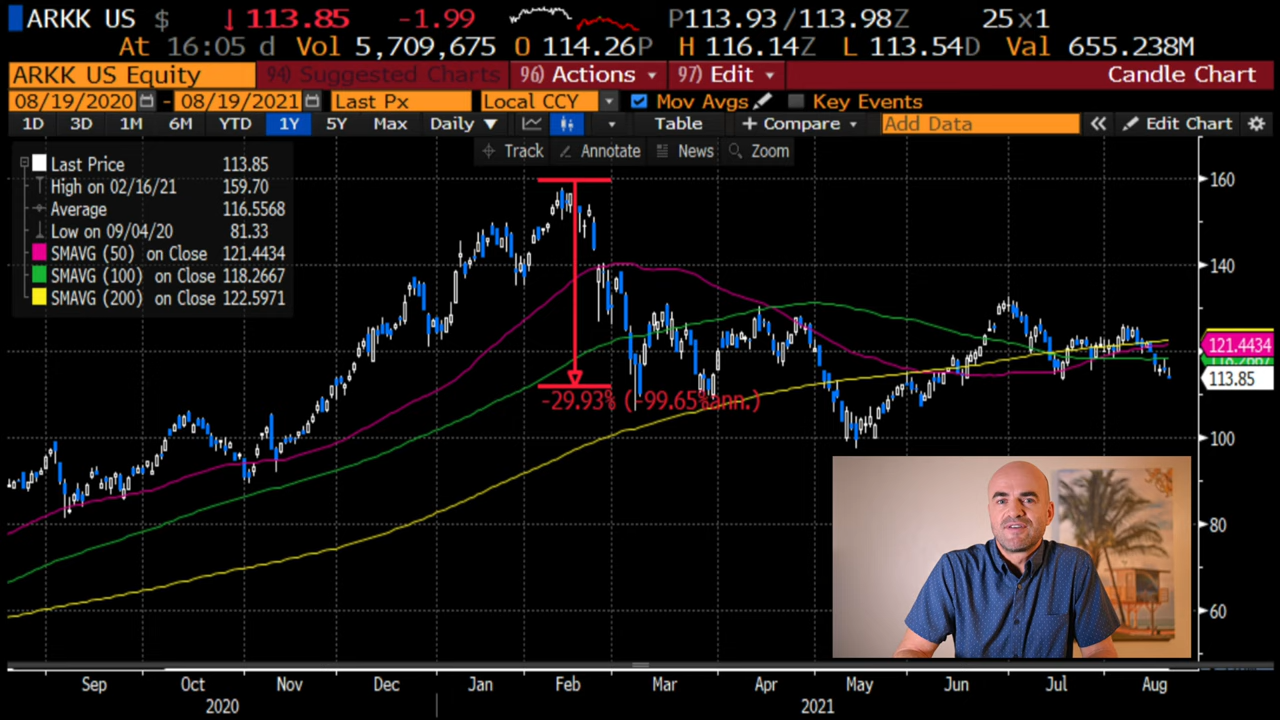 ARKK US $ ↓ 113.85 -1.99 P113.93 / 113.98Z 25x1
At 16:05 d Vol 5,709,675 O 114.26P H 116.14Z L 113.54D Val 655.238M
ARKK US Equity 94) Suggested Charts 96) Actions 97) Edit Candle Chart
08/19/2020 - 08/19/2021 Last Px Local CCY Mov Avgs Key Events
1D 3D 1M 6M YTD 1Y 5Y Max Daily ▼ Table + Compare Add Data « Edit Chart
Track Annotate News Zoom
Last Price 113.85
High on 02/16/21 159.70
Average 116.5568
Low on 09/04/20 81.33
SMAVG (50) on Close 121.4434
SMAVG (100) on Close 118.2667
SMAVG (200) on Close 122.5971
160
140
121.4434
118.2667
113.85
-29.93% (-99.65%ann.)
100
80
60
Sep Oct Nov Dec Jan Feb Mar Apr May Jun Jul Aug
2020 2021